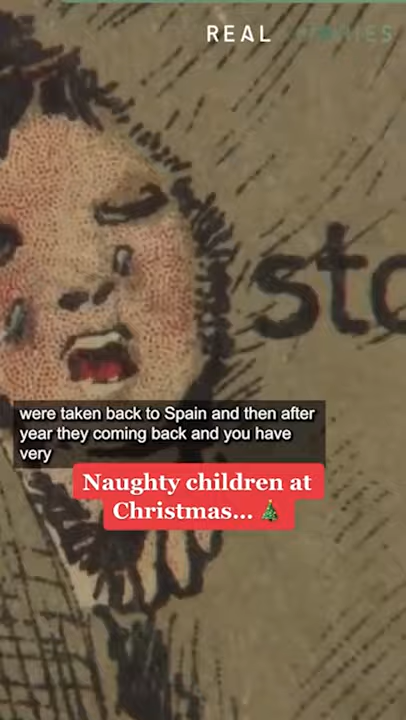 REAL STORIES
sto
were taken back to Spain and then after
year they coming back and you have
very
Naughty children at
Christmas...